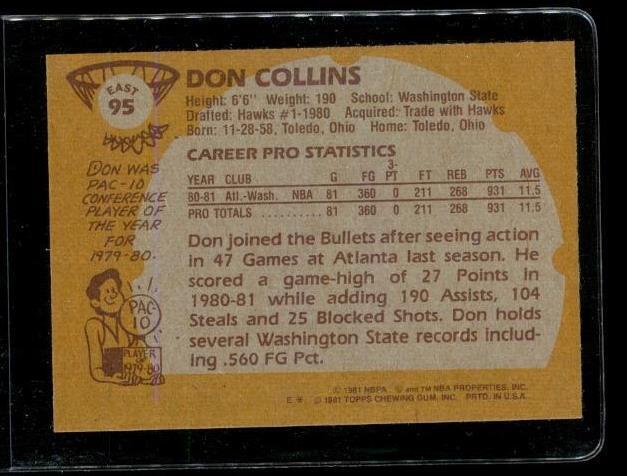 EAST
95
DON COLLINS
Height: 6'6" Weight: 190 School: Washington State
Drafted: Hawks #1-1980 Acquired: Trade with Hawks
Born: 11-28-58, Toledo, Ohio Home: Toledo, Ohio
DON WAS
PAC-10
CONFERENCE
PLAYER OF
THE YEAR
FOR
1979-80.
PAC-
10
PLAYER
OF
1979-80
CAREER PRO STATISTICS
YEAR CLUB G FG 3-PT FT REB PTS AVG
80-81 Atl.-Wash. NBA 81 360 0 211 268 931 11.5
PRO TOTALS .......... 81 360 0 211 268 931 11.5
Don joined the Bullets after seeing action
in 47 Games at Atlanta last season. He
scored a game-high of 27 Points in
1980-81 while adding 190 Assists, 104
Steals and 25 Blocked Shots. Don holds
several Washington State records includ-
ing .560 FG Pct.
© 1981 NBPA © and TM NBA PROPERTIES, INC.
E * © 1981 TOPPS CHEWING GUM, INC. PRTD. IN U.S.A.